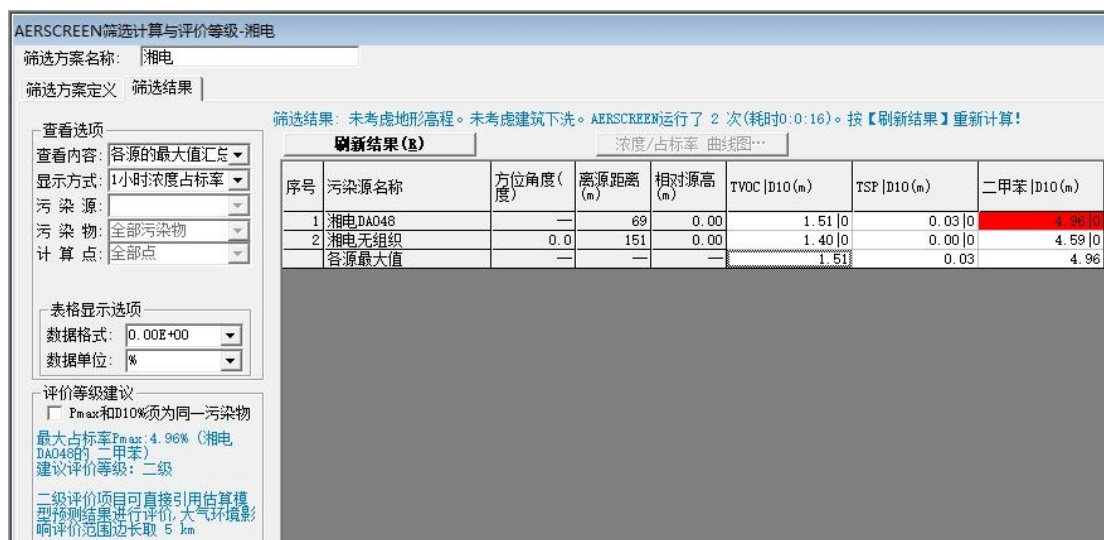 AERSCREEN筛选计算与评价等级-湘电
筛选方案名称: 湘电
筛选方案定义 筛选结果
筛选结果: 未考虑地形高程。未考虑建筑下洗。AERSCREEN运行了 2 次(耗时0:0:16)。按【刷新结果】重新计算!
查看选项
查看内容: 各源的最大值汇总
显示方式: 1小时浓度占标率
污 染 源:
污 染 物: 全部污染物
计 算 点: 全部点
表格显示选项
数据格式: 0.00E+00
数据单位: %
评价等级建议
Pmax和D10%须为同一污染物
最大占标率Pmax:4.96% (湘电
DA048的 二甲苯)
建议评价等级: 二级
二级评价项目可直接引用估算模
型预测结果进行评价,大气环境影
响评价范围边长取 5 km
刷新结果(R) 浓度/占标率 曲线图…
序号 污染源名称 方位角度(度) 离源距离(m) 相对源高(m) TVOC|D10(m) TSP|D10(m) 二甲苯|D10(m)
1 湘电DA048 — 69 0.00 1.51|0 0.03|0 4.96|0
2 湘电无组织 0.0 151 0.00 1.40|0 0.00|0 4.59|0
各源最大值 — — — 1.51 0.03 4.96